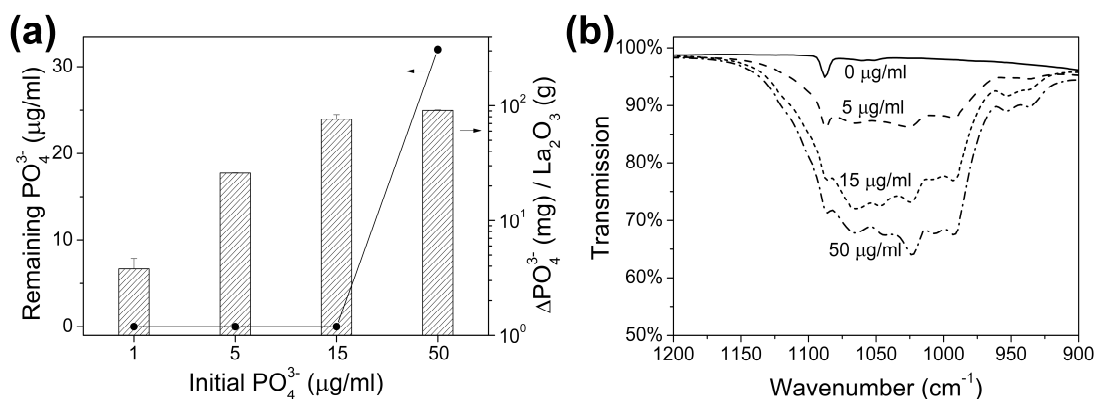 (a)
Remaining PO₄³⁻ (μg/ml)
30
20
10
0
1
5
15
50
Initial PO₄³⁻ (μg/ml)
10²
10¹
10⁰
ΔPO₄³⁻ (mg) / La₂O₃ (g)
(b)
Transmission
100%
90%
80%
70%
60%
50%
0 μg/ml
5 μg/ml
15 μg/ml
50 μg/ml
1200
1150
1100
1050
1000
950
900
Wavenumber (cm⁻¹)